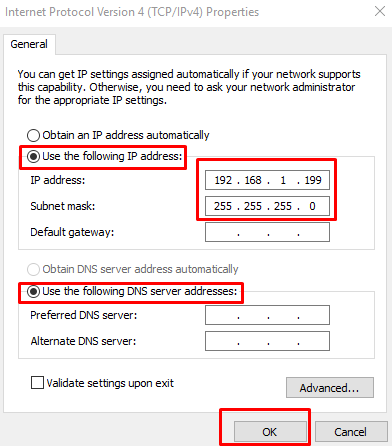 Internet Protocol Version 4 (TCP/IPv4) Properties
General
You can get IP settings assigned automatically if your network supports
this capability. Otherwise, you need to ask your network administrator
for the appropriate IP settings.
Obtain an IP address automatically
Use the following IP address:
IP address: 192 . 168 . 1 . 199
Subnet mask: 255 . 255 . 255 . 0
Default gateway: . . .
Obtain DNS server address automatically
Use the following DNS server addresses:
Preferred DNS server: . . .
Alternate DNS server: . . .
Validate settings upon exit
Advanced...
OK Cancel